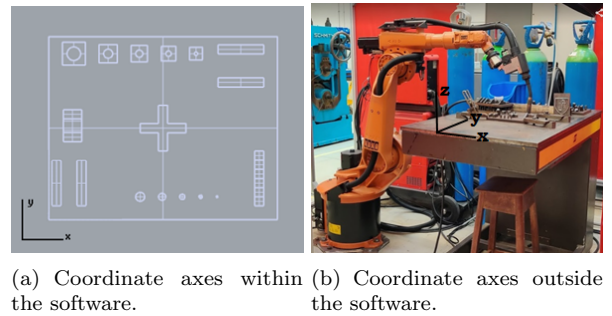 y
x
z
y
x
(a) Coordinate axes within
the software.
(b) Coordinate axes outside
the software.